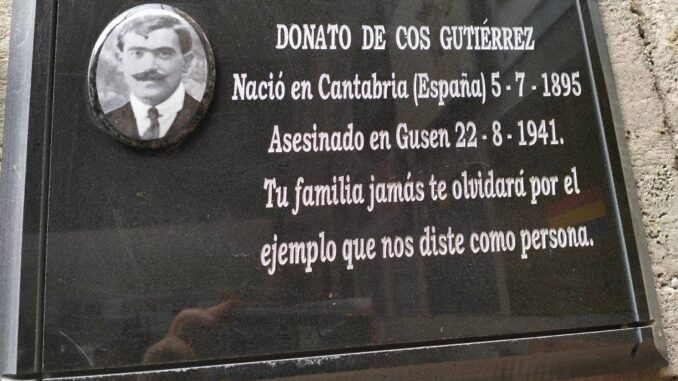 DONATO DE COS GUTIÉRREZ
Nació en Cantabria (España) 5 - 7 - 1895
Asesinado en Gusen 22 - 8 - 1941.
Tu familia jamás te olvidará por el
ejemplo que nos diste como persona.